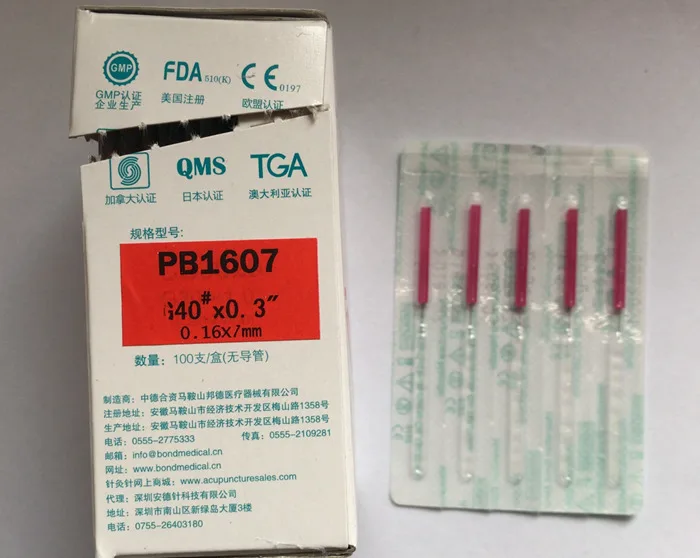 GMP
GMP认证
企业生产
FDA 510(K)
美国注册
CE 0197
欧盟认证
加拿大认证
QMS
日本认证
TGA
澳大利亚认证
规格型号:
PB1607
G40#x0.3"
0.16x7mm
数量: 100支/盒(无导管)
制造商: 中德合资马鞍山邦德医疗器械有限公司
注册地址: 安徽马鞍山市经济技术开发区梅山路1358号
生产地址: 安徽马鞍山市经济技术开发区梅山路1358号
电话: 0555-2775333 传真: 0555-2109281
邮箱: info@bondmedical.cn
网址: www.bondmedical.cn
针灸针网上商城: www.acupuncturesales.com
代理: 深圳安德针科技有限公司
地址: 深圳市南山区新绿岛大厦3楼
电话: 0755-26403180